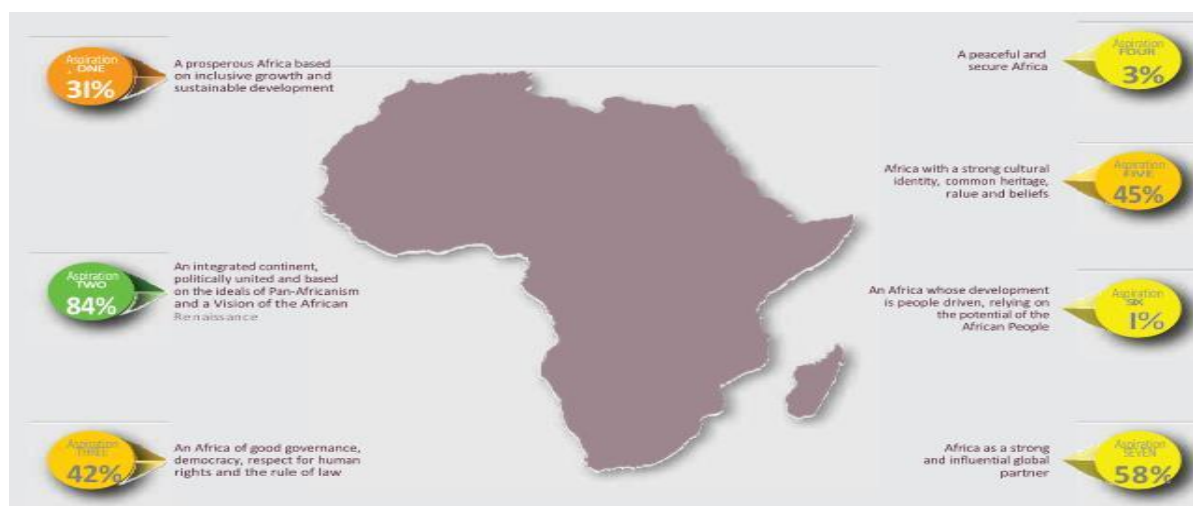 Aspiration
ONE
31%
A prosperous Africa based
on inclusive growth and
sustainable development
Aspiration
TWO
84%
An integrated continent,
politically united and based
on the ideals of Pan-Africanism
and a Vision of the African
Renaissance
Aspiration
THREE
42%
An Africa of good governance,
democracy, respect for human
rights and the rule of law
A peaceful and
secure Africa
Aspiration
FOUR
3%
Africa with a strong cultural
identity, common heritage,
ralue and beliefs
Aspiration
FIVE
45%
An Africa whose development
is people driven, relying on
the potential of the
African People
Aspiration
SIX
1%
Africa as a strong
and influential global
partner
Aspiration
SEVEN
58%